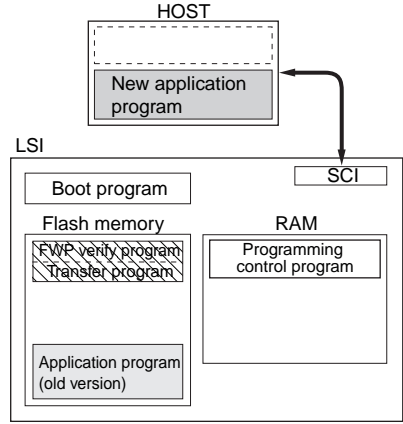 HOST
New application
program
LSI
SCI
Boot program
Flash memory
RAM
FWP verify program
Transfer program
Programming
control program
Application program
(old version)